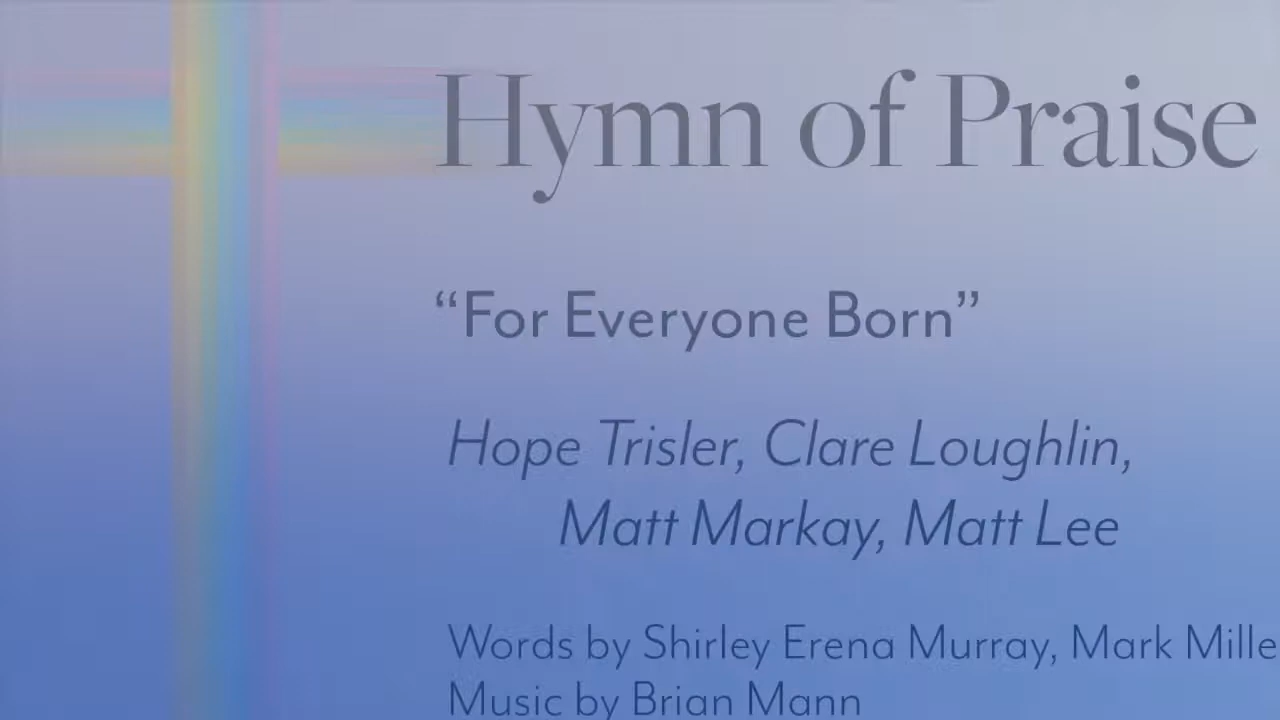 Hymn of Praise
“For Everyone Born”
Hope Trisler, Clare Loughlin,
Matt Markay, Matt Lee
Words by Shirley Erena Murray, Mark Mille
Music by Brian Mann